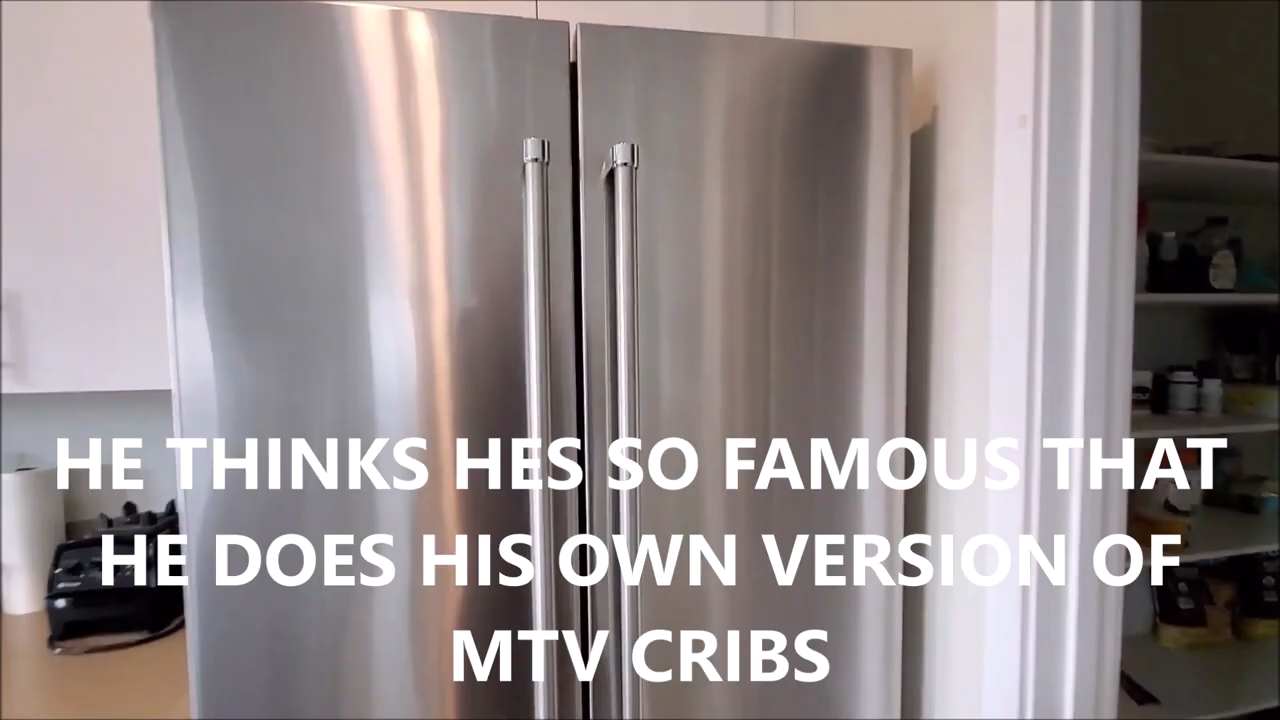 HE THINKS HES SO FAMOUS THAT
HE DOES HIS OWN VERSION OF
MTV CRIBS